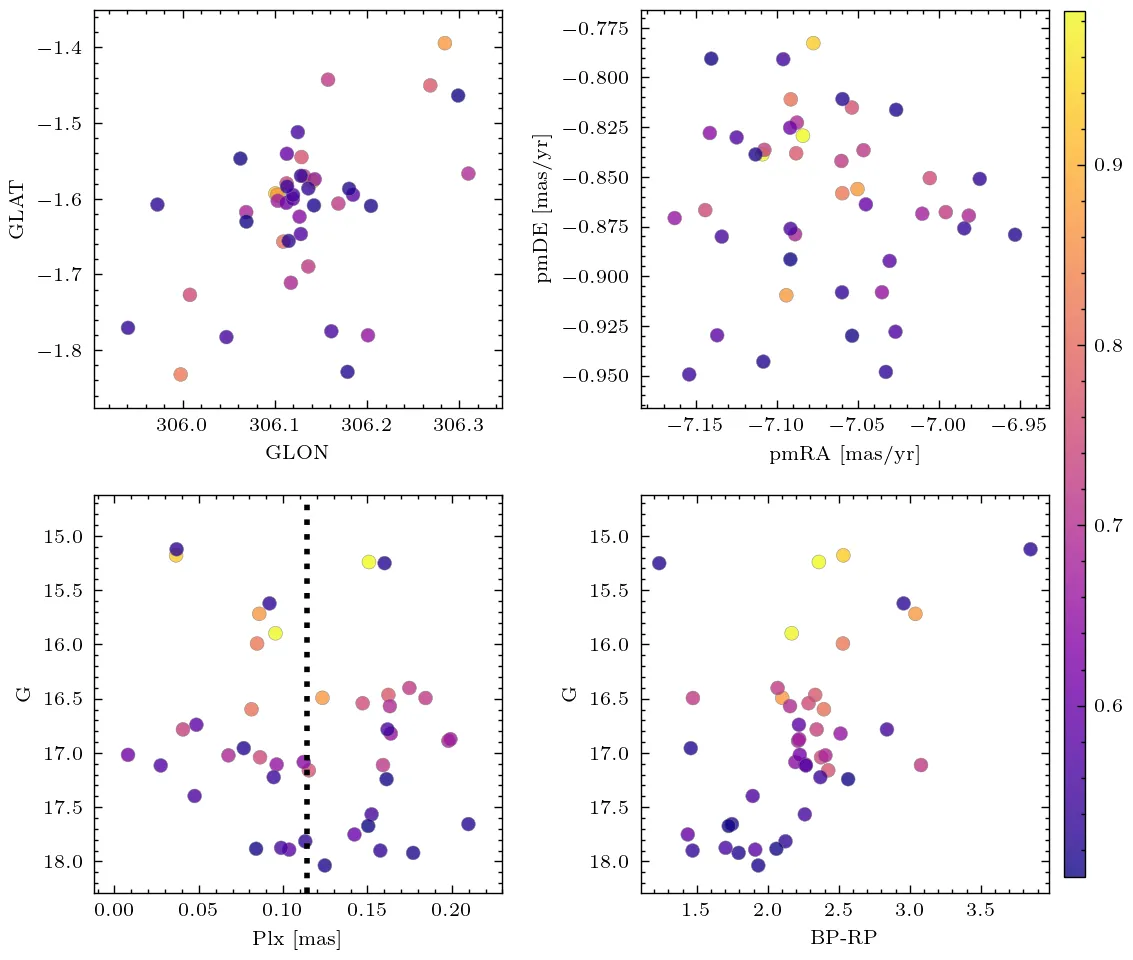 −1.4
−1.5
−1.6
−1.7
−1.8
GLAT
306.0 306.1 306.2 306.3
GLON
−0.775
−0.800
−0.825
−0.850
−0.875
−0.900
−0.925
−0.950
pmDE [mas/yr]
−7.15 −7.10 −7.05 −7.00 −6.95
pmRA [mas/yr]
0.9
0.8
0.7
0.6
15.0
15.5
16.0
16.5
17.0
17.5
18.0
G
0.00 0.05 0.10 0.15 0.20
Plx [mas]
15.0
15.5
16.0
16.5
17.0
17.5
18.0
G
1.5 2.0 2.5 3.0 3.5
BP-RP